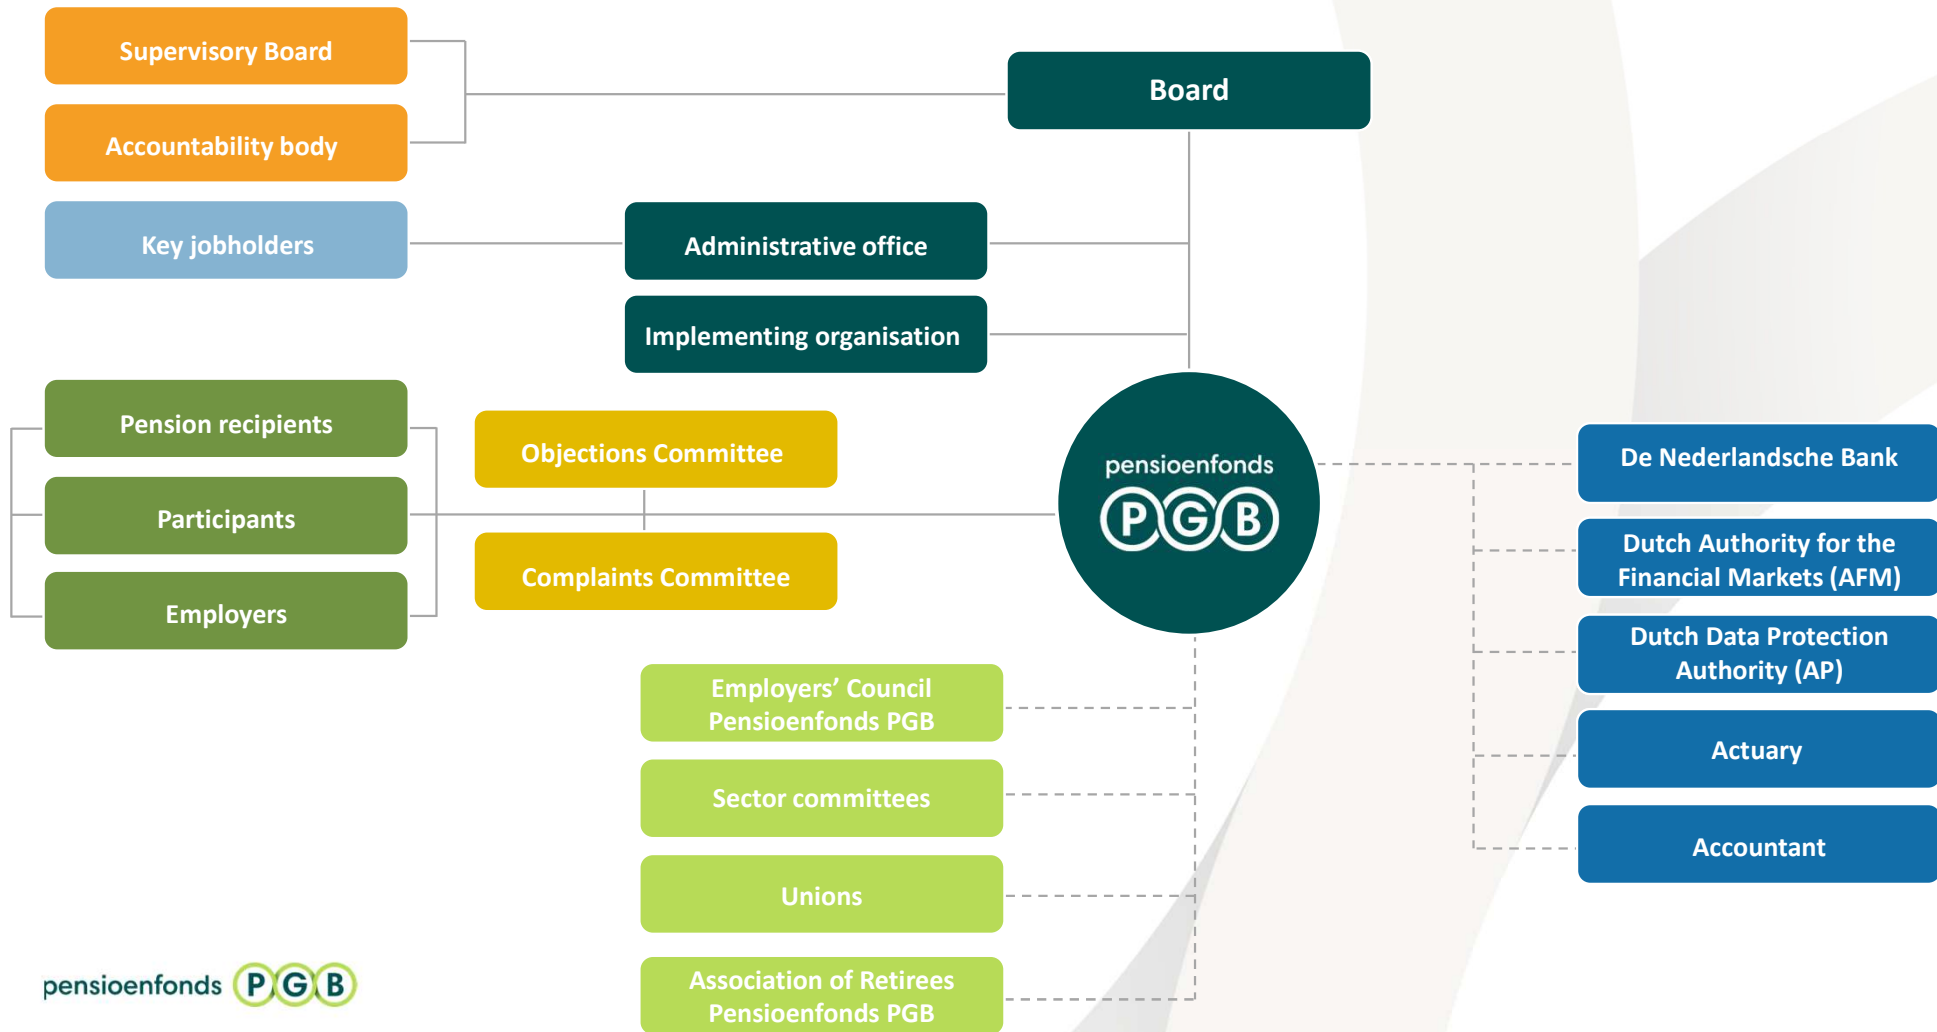 Supervisory Board
Board
Accountability body
Key jobholders
Administrative office
Implementing organisation
Pension recipients
Objections Committee
Participants
Complaints Committee
Employers
pensioenfonds
PGB
De Nederlandsche Bank
Dutch Authority for the
Financial Markets (AFM)
Dutch Data Protection
Authority (AP)
Actuary
Accountant
Employers’ Council
Pensioenfonds PGB
Sector committees
Unions
Association of Retirees
Pensioenfonds PGB
pensioenfonds PGB